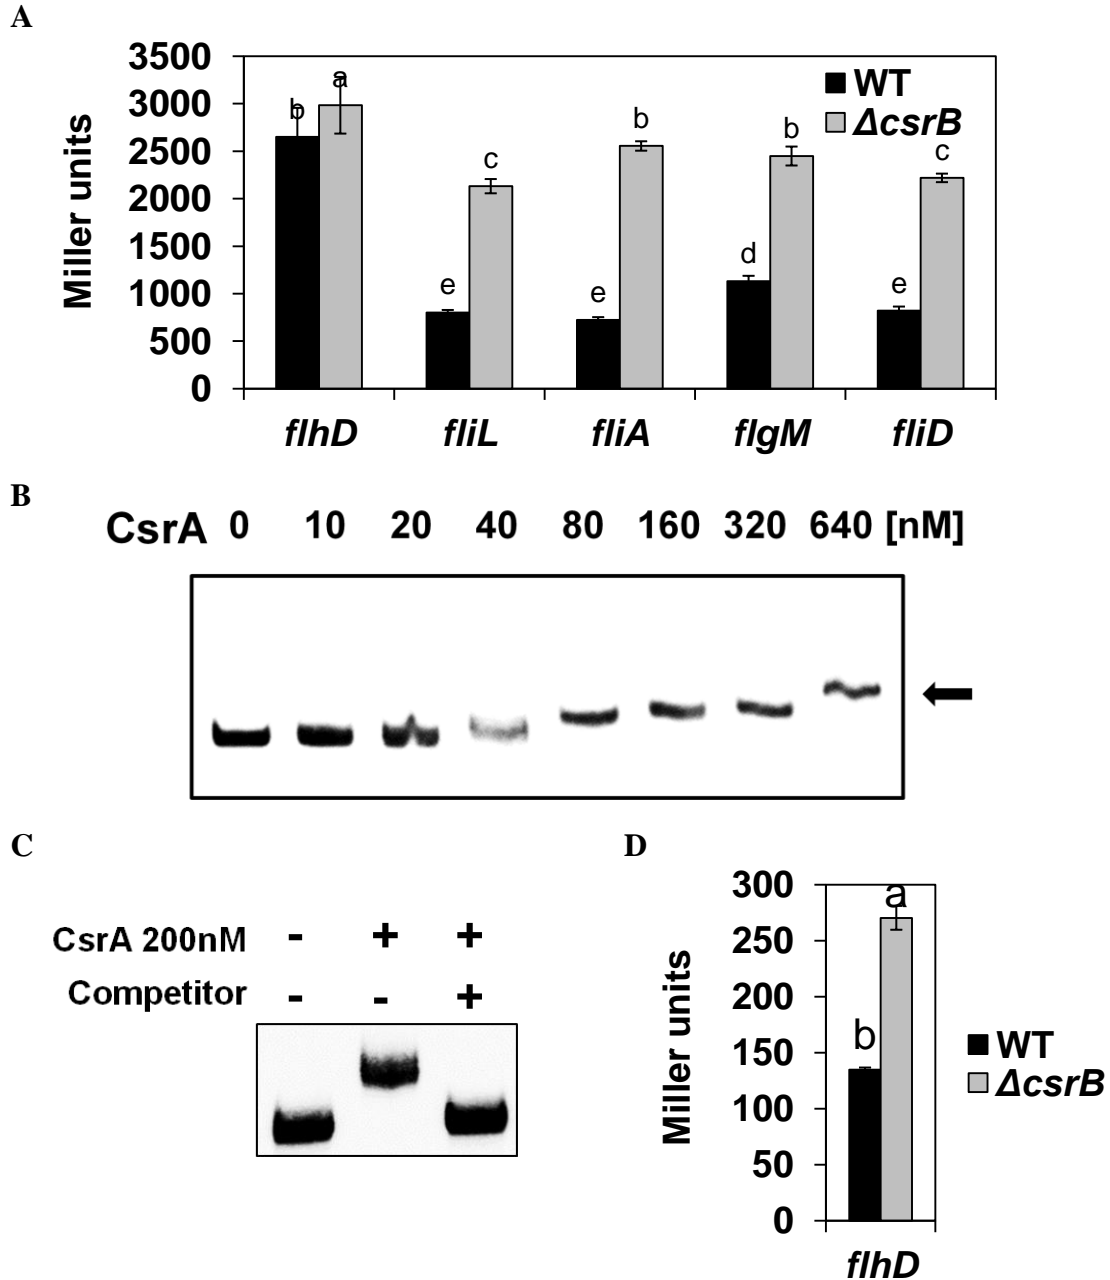 A
3500
3000
2500
2000
1500
1000
500
0
Miller units
b
a
e
c
e
b
d
b
e
c
WT
ΔcsrB
flhD fliL fliA flgM fliD
B
CsrA 0 10 20 40 80 160 320 640 [nM]
C
CsrA 200nM - + +
Competitor - - +
D
300
250
200
150
100
50
0
Miller units
b
a
WT
ΔcsrB
flhD